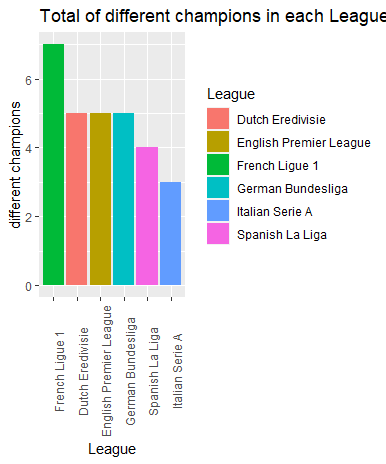 Total of different champions in each League
different champions
6
4
2
0
French Ligue 1
Dutch Eredivisie
English Premier League
German Bundesliga
Spanish La Liga
Italian Serie A
League
League
Dutch Eredivisie
English Premier League
French Ligue 1
German Bundesliga
Italian Serie A
Spanish La Liga